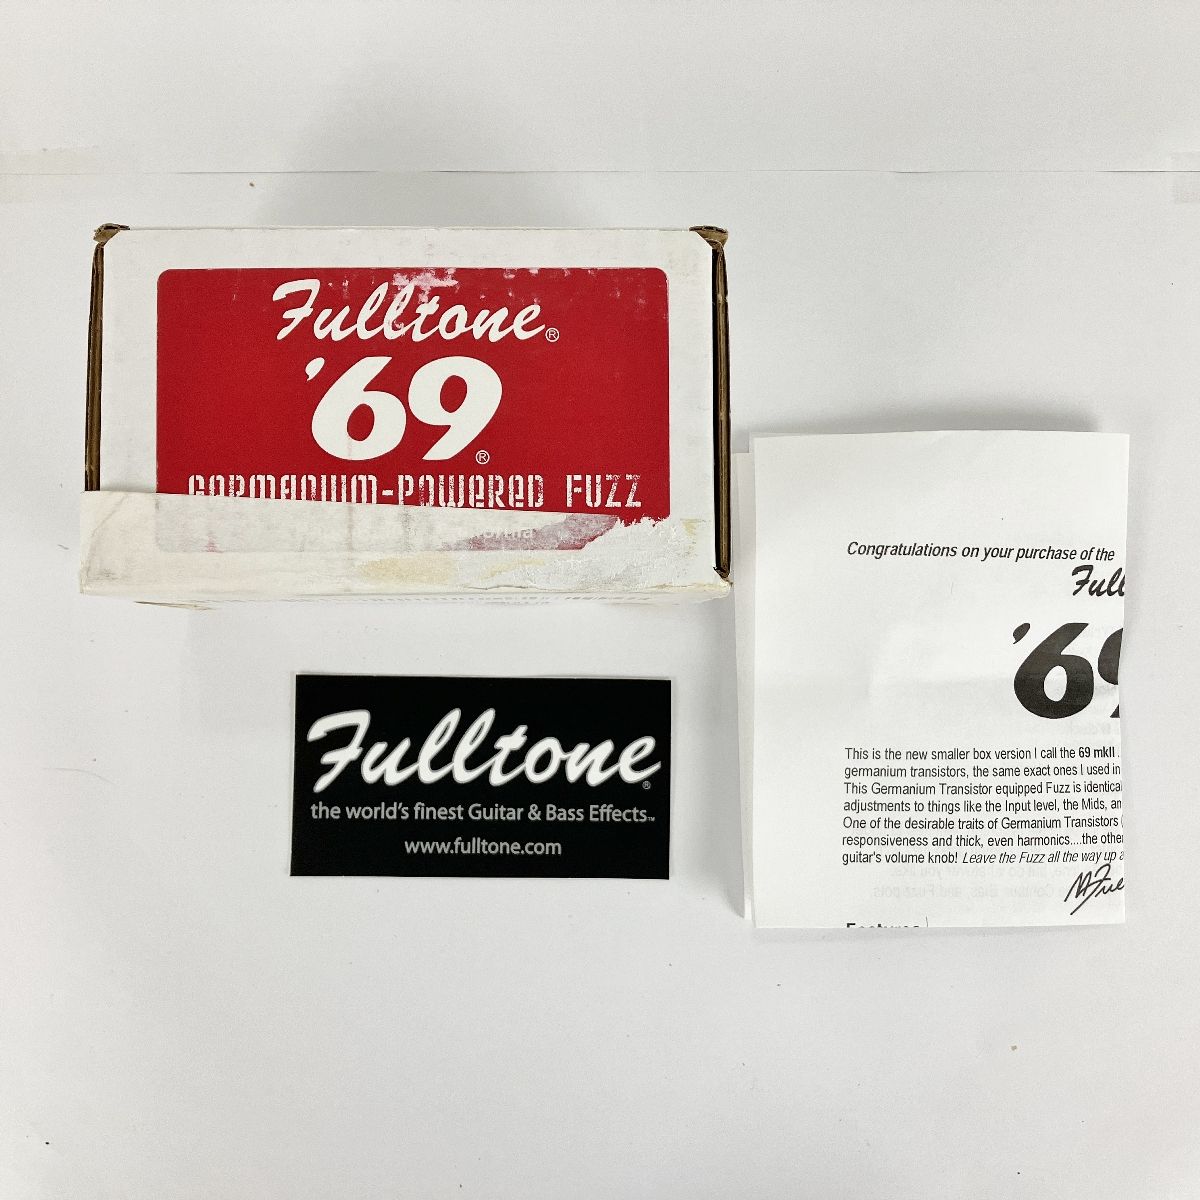 Fulltone®
'69®
GERMANIUM-POWERED FUZZ
Fulltone®
the world's finest Guitar & Bass Effects™
www.fulltone.com
Congratulations on your purchase of the
Full
'69
This is the new smaller box version I call the 69 mkII.
germanium transistors, the same exact ones I used in
This Germanium Transistor equipped Fuzz is identical
adjustments to things like the Input level, the Mids, an
One of the desirable traits of Germanium Transistors (
responsiveness and thick, even harmonics....the other
guitar's volume knob! Leave the Fuzz all the way up a
Features